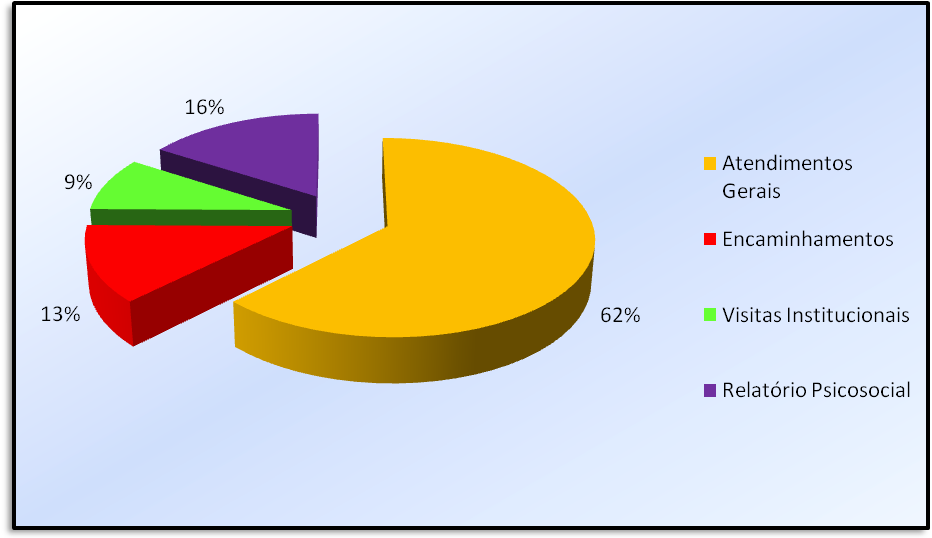 16%
9%
13%
62%
Atendimentos
Gerais
Encaminhamentos
Visitas Institucionais
Relatório Psicosocial